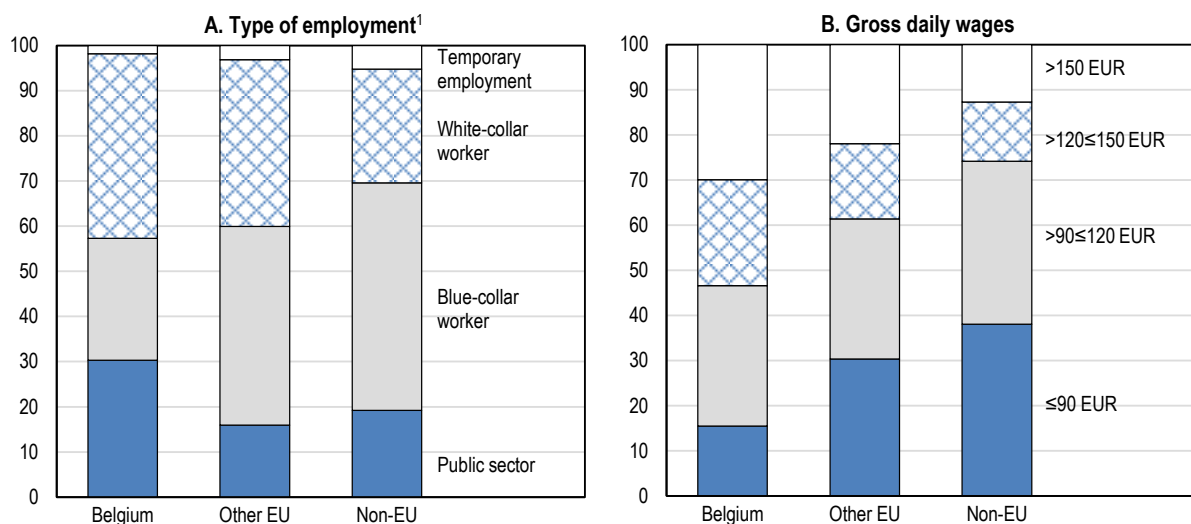 A. Type of employment1
100
90
80
70
60
50
40
30
20
10
0
Temporary
employment
White-collar
worker
Blue-collar
worker
Public sector
Belgium
Other EU
Non-EU
B. Gross daily wages
100
90
80
70
60
50
40
30
20
10
0
>150 EUR
>120≤150 EUR
>90≤120 EUR
≤90 EUR
Belgium
Other EU
Non-EU